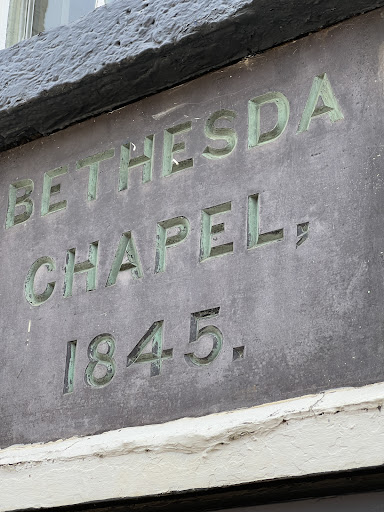 BETHESDA
CHAPEL,
1845.